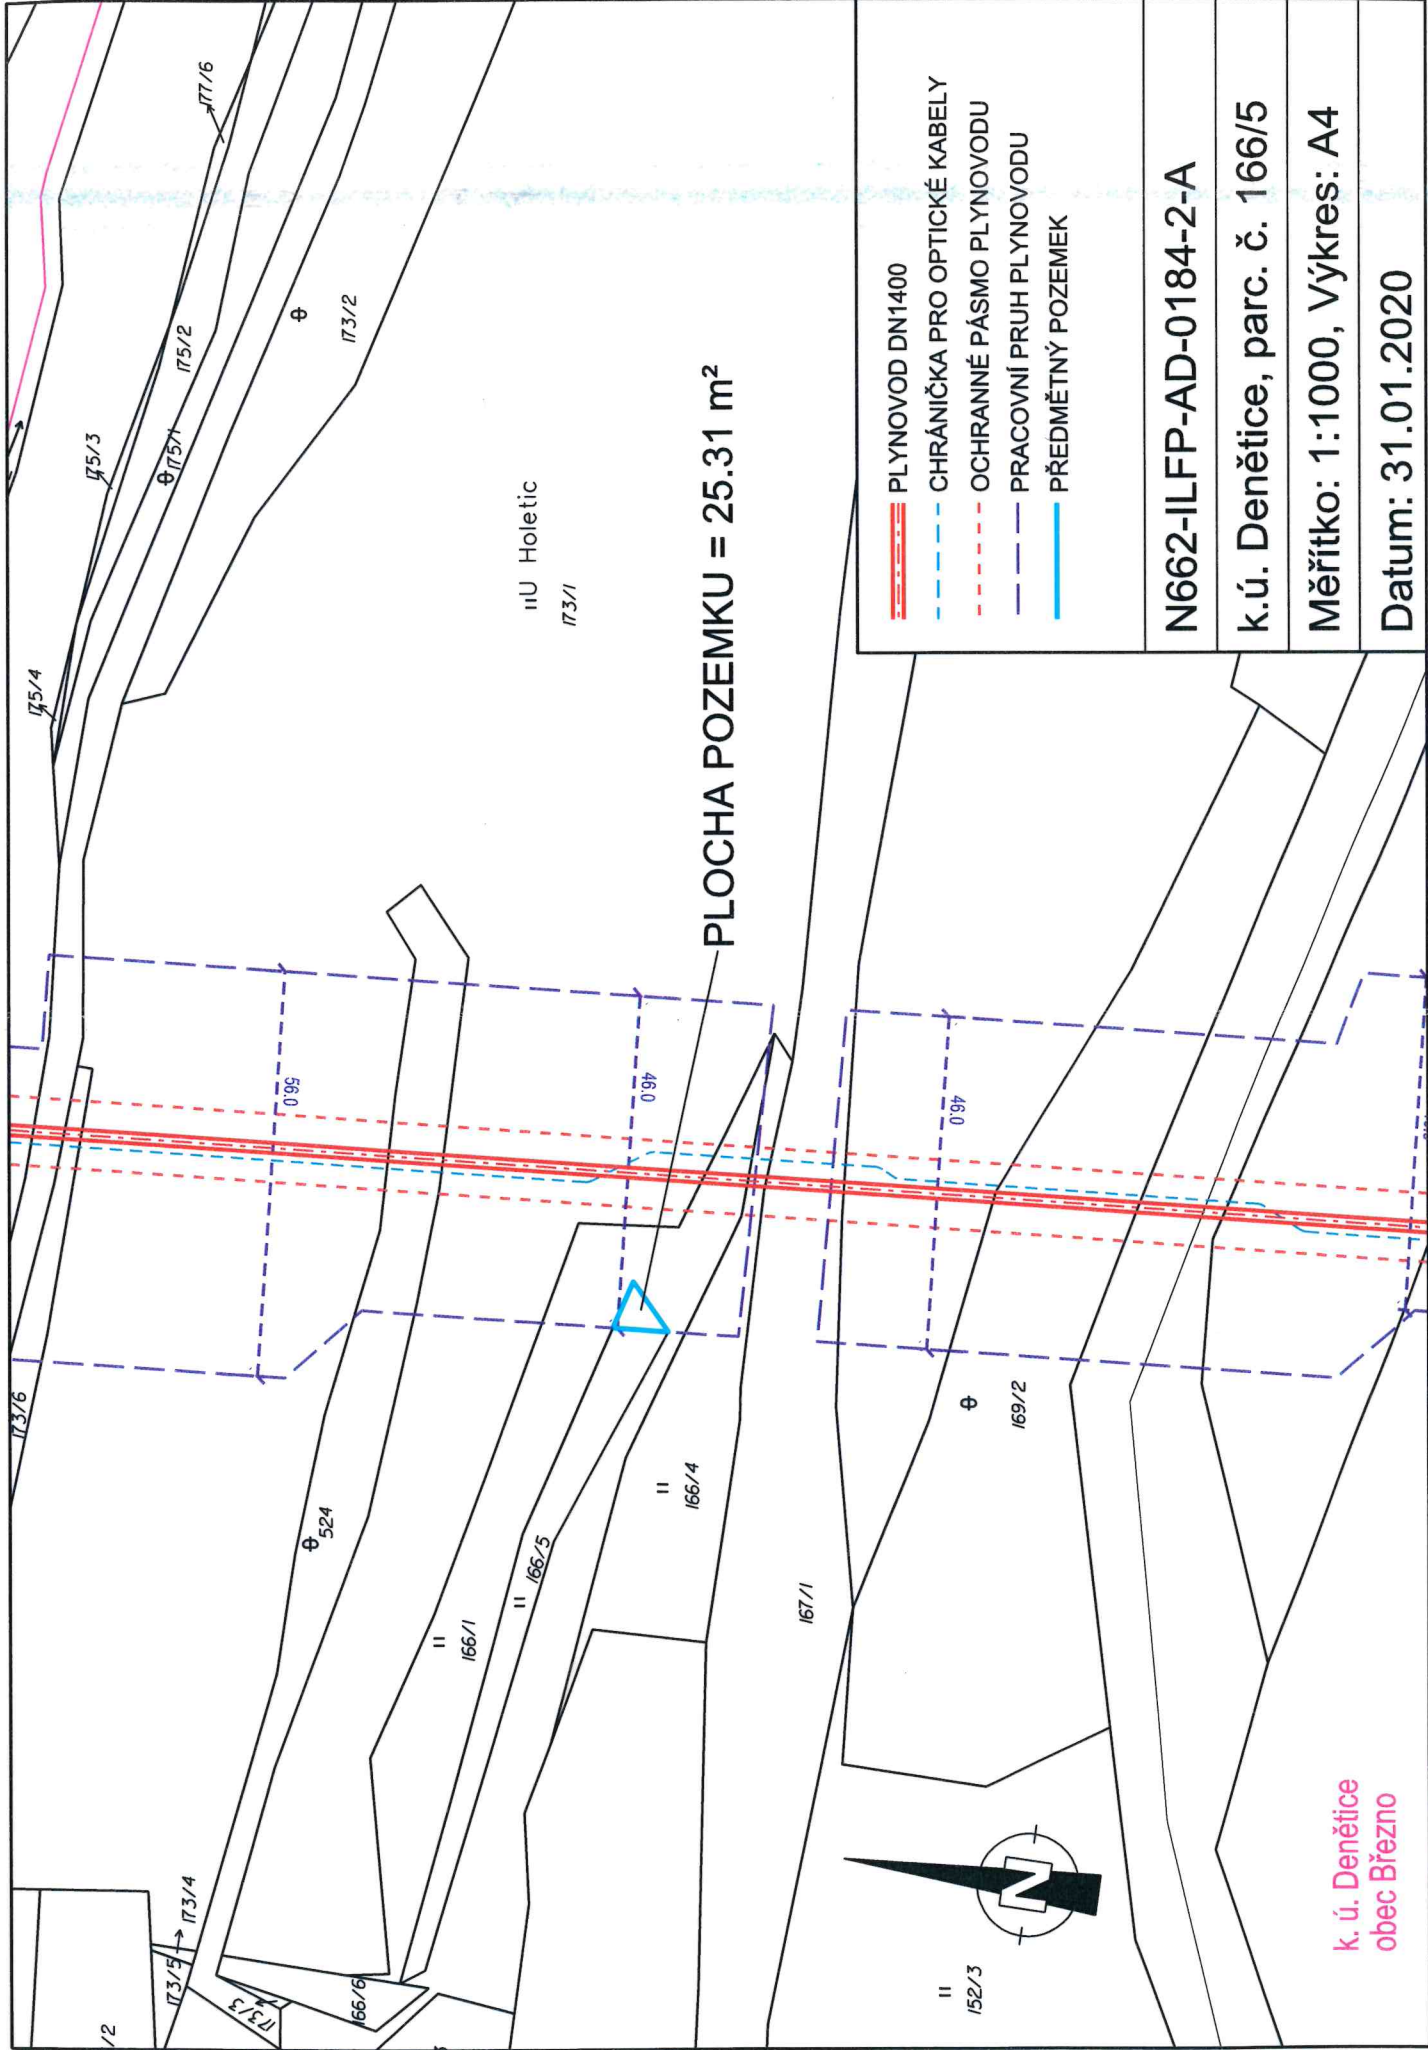 173/6
175/4
175/3
177/6
175/1
175/2
173/2
56.0
524
ıı U Holetic
173/1
PLOCHA POZEMKU = 25.31 m²
46.0
166/1
166/5
166/4
173/4
173/5
173/3
166/6
/2
167/1
46.0
169/2
152/3
PLYNOVOD DN1400
CHRÁNIČKA PRO OPTICKÉ KABELY
OCHRANNÉ PÁSMO PLYNOVODU
PRACOVNÍ PRUH PLYNOVODU
PŘEDMĚTNÝ POZEMEK
N662-ILFP-AD-0184-2-A
k.ú. Denětice, parc. č. 166/5
Měřítko: 1:1000, Výkres: A4
Datum: 31.01.2020
N
k. ú. Denětice
obec Březno